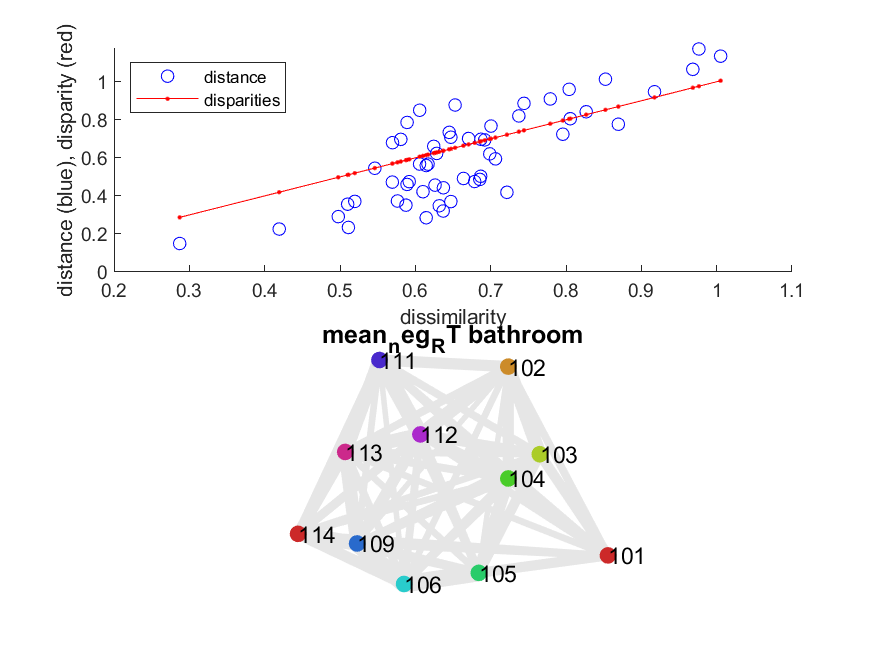 distance (blue), disparity (red)
distance
disparities
1
0.8
0.6
0.4
0.2
0
0.2 0.3 0.4 0.5 0.6 0.7 0.8 0.9 1 1.1
dissimilarity
mean_neg_RT bathroom
111
102
112
113
103
104
114
109
101
105
106